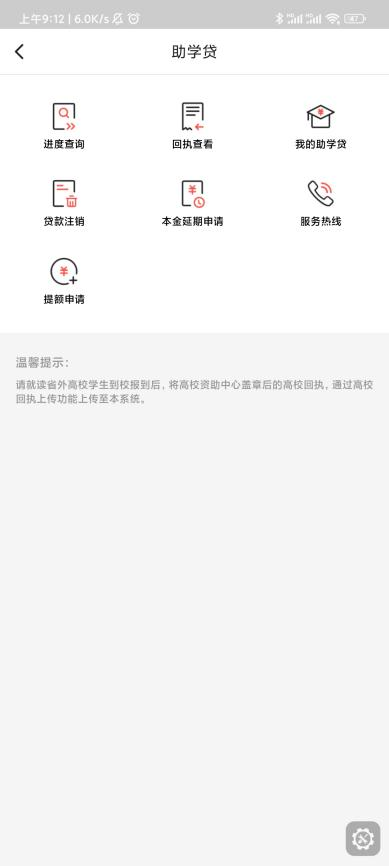 上午9:12 | 6.0K/s
47
助学贷
进度查询
回执查看
我的助学贷
贷款注销
本金延期申请
服务热线
提额申请
温馨提示：
请就读省外高校学生到校报到后，将高校资助中心盖章后的高校回执，通过高校
回执上传功能上传至本系统。